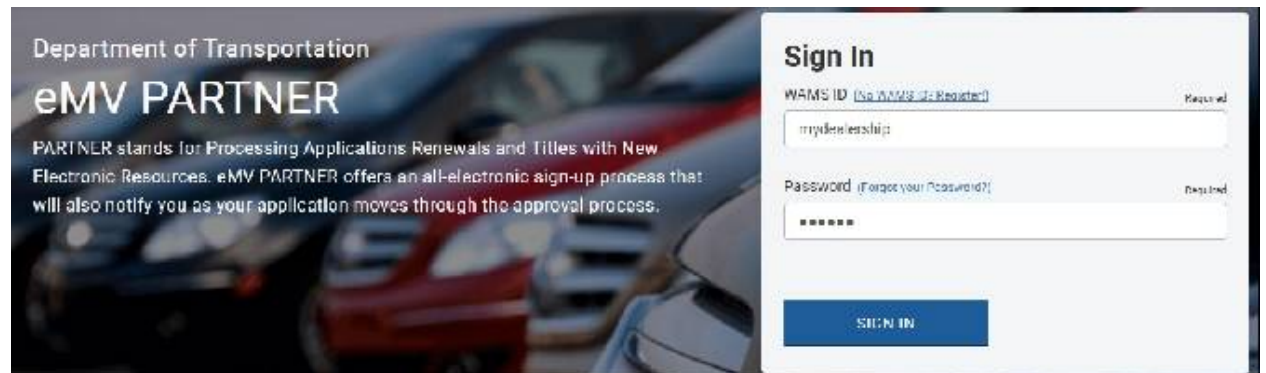 Department of Transportation
eMV PARTNER
PARTNER stands for Processing Applications Renewals and Titles with New
Electronic Resources. eMV PARTNER offers an all-electronic sign-up process that
will also notify you as your application moves through the approval process.
Sign In
WAMS ID (No WAMS ID? Register!) Required
mydealership
Password (Forgot your Password?) Required
SIGN IN